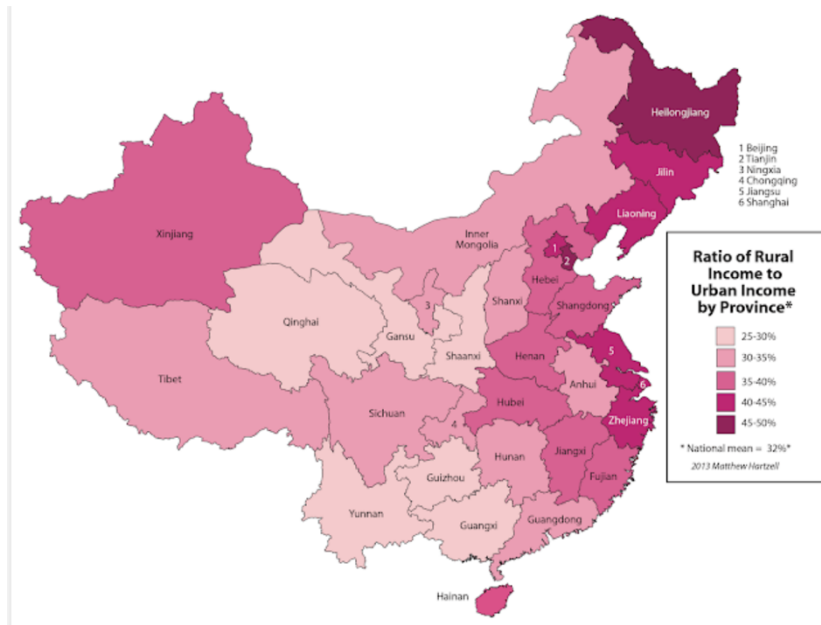 Heilongjiang
1 Beijing
2 Tianjin
3 Ningxia
4 Chongqing
5 Jiangsu
6 Shanghai
Jilin
Liaoning
Xinjiang
Inner
Mongolia
1
2
Hebei
Ratio of Rural
Income to
Urban Income
by Province*
25-30%
30-35%
35-40%
40-45%
45-50%
* National mean = 32%*
2013 Matthew Hartzell
3
Shanxi
Shangdong
Qinghai
Gansu
Shaanxi
Henan
5
Tibet
Anhui
6
Sichuan
Hubei
4
Zhejiang
Hunan
Jiangxi
Guizhou
Fujian
Yunnan
Guangxi
Guangdong
Hainan